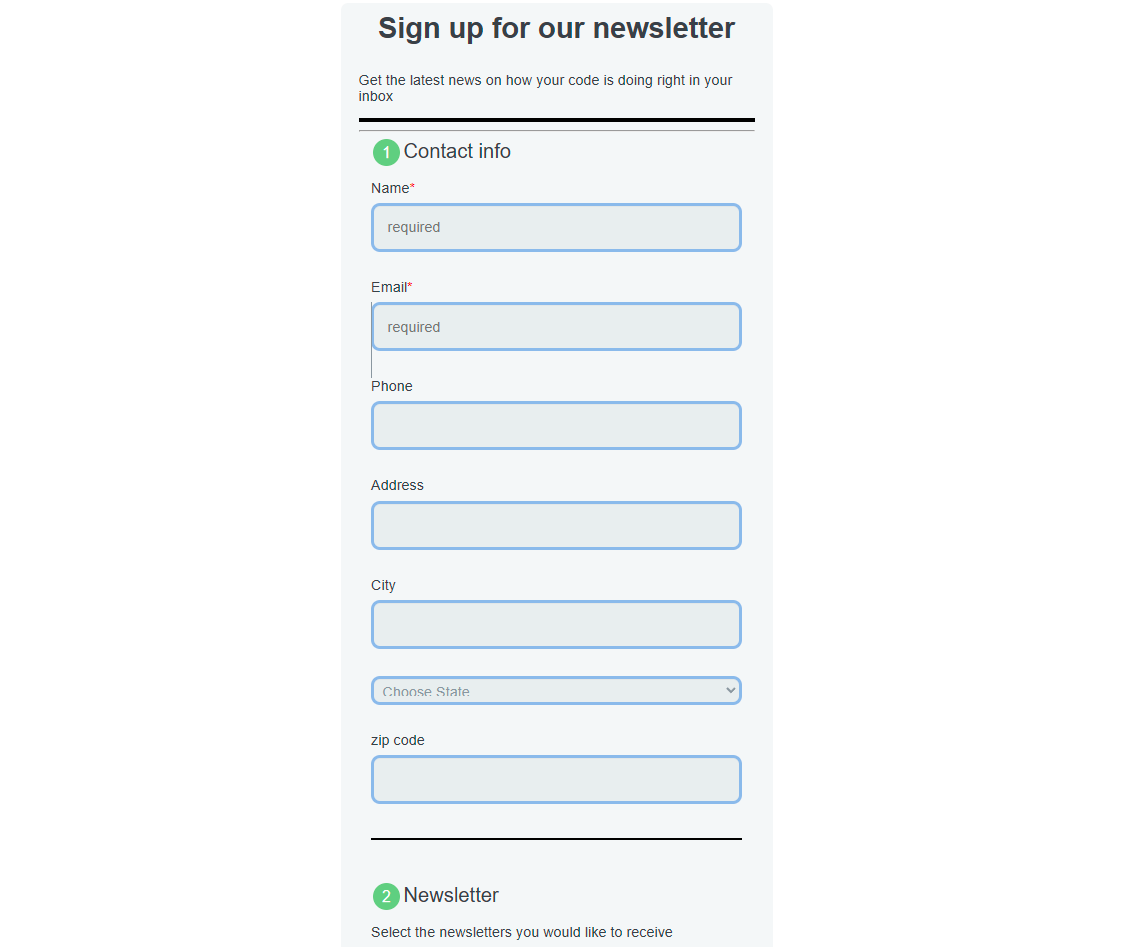 Sign up for our newsletter
Get the latest news on how your code is doing right in your
inbox
1 Contact info
Name*
required
Email*
required
Phone
Address
City
Choose State
zip code
2 Newsletter
Select the newsletters you would like to receive